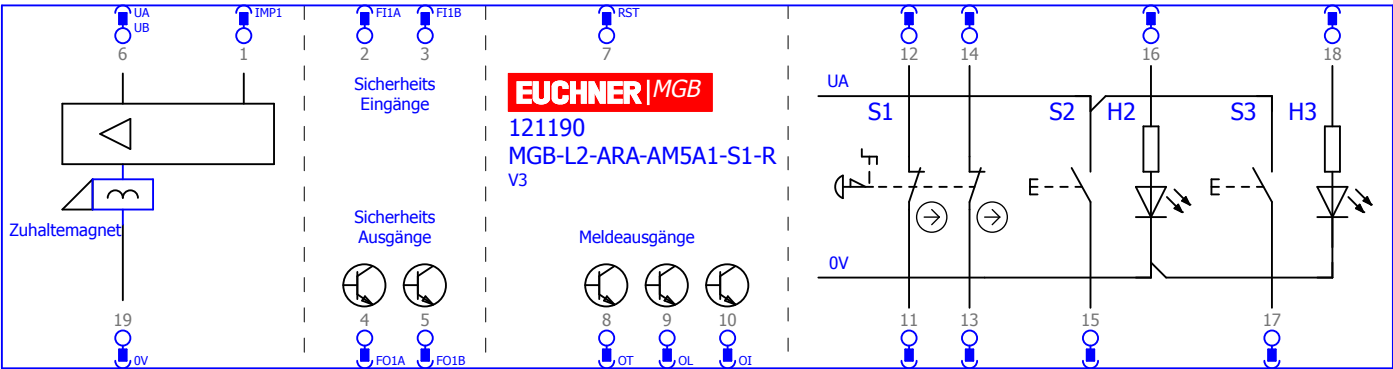 UA
UB
IMP1
FI1A
FI1B
RST
6
1
2
3
7
12
14
16
18
Sicherheits
Eingänge
EUCHNER|MGB
121190
MGB-L2-ARA-AM5A1-S1-R
V3
UA
S1
S2
H2
S3
H3
Zuhaltemagnet
Sicherheits
Ausgänge
Meldeausgänge
0V
19
4
5
8
9
10
11
13
15
17
0V
FO1A
FO1B
OT
OL
OI